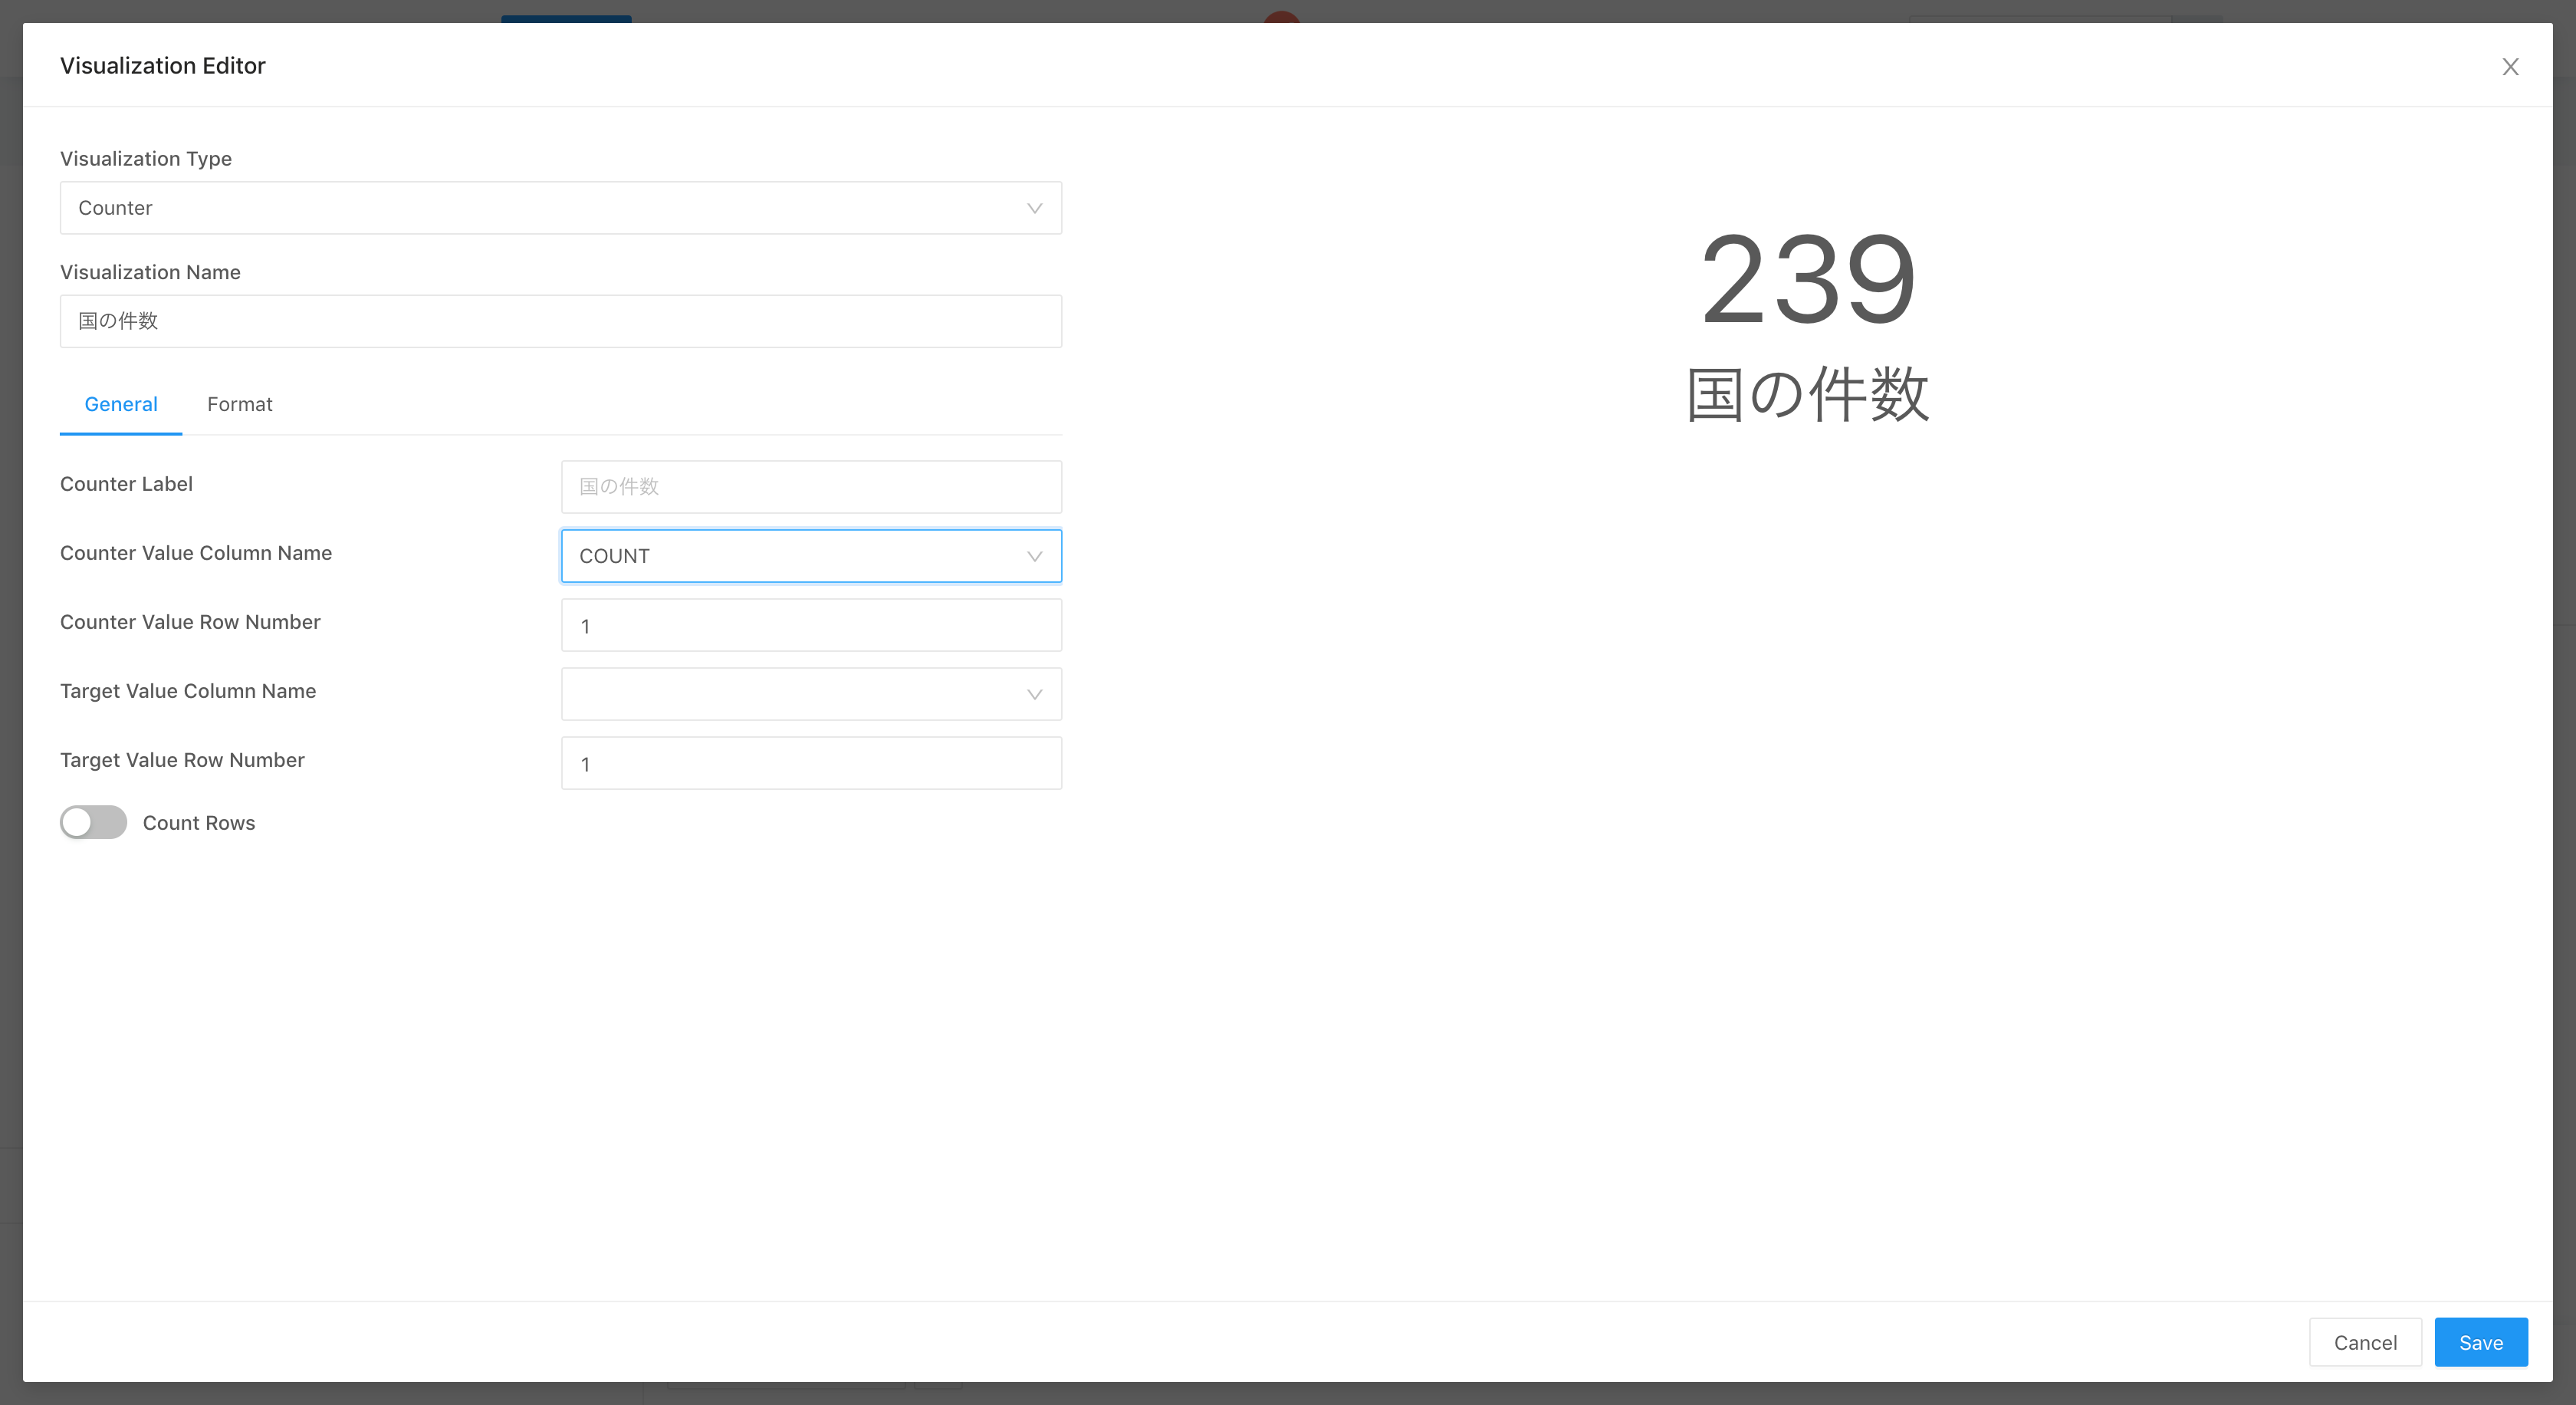 Visualization Editor
Visualization Type
Counter
Visualization Name
国の件数
General Format
Counter Label 国の件数
Counter Value Column Name COUNT
Counter Value Row Number 1
Target Value Column Name
Target Value Row Number 1
Count Rows
239
国の件数
Cancel Save